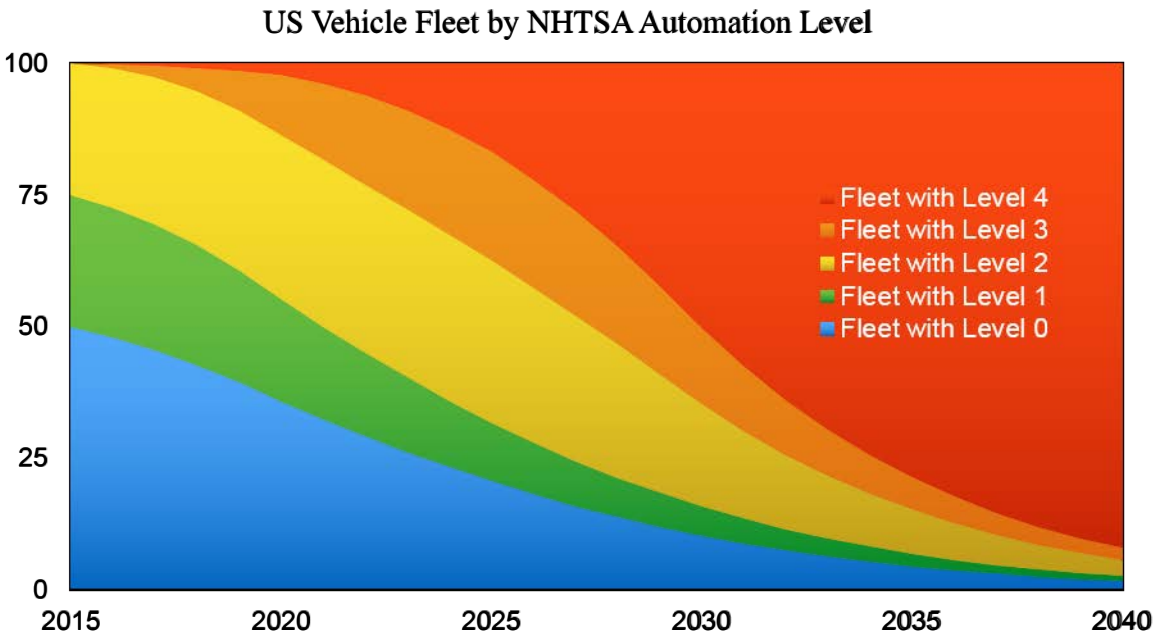 US Vehicle Fleet by NHTSA Automation Level
100
75
50
25
0
Fleet with Level 4
Fleet with Level 3
Fleet with Level 2
Fleet with Level 1
Fleet with Level 0
2015 2020 2025 2030 2035 2040